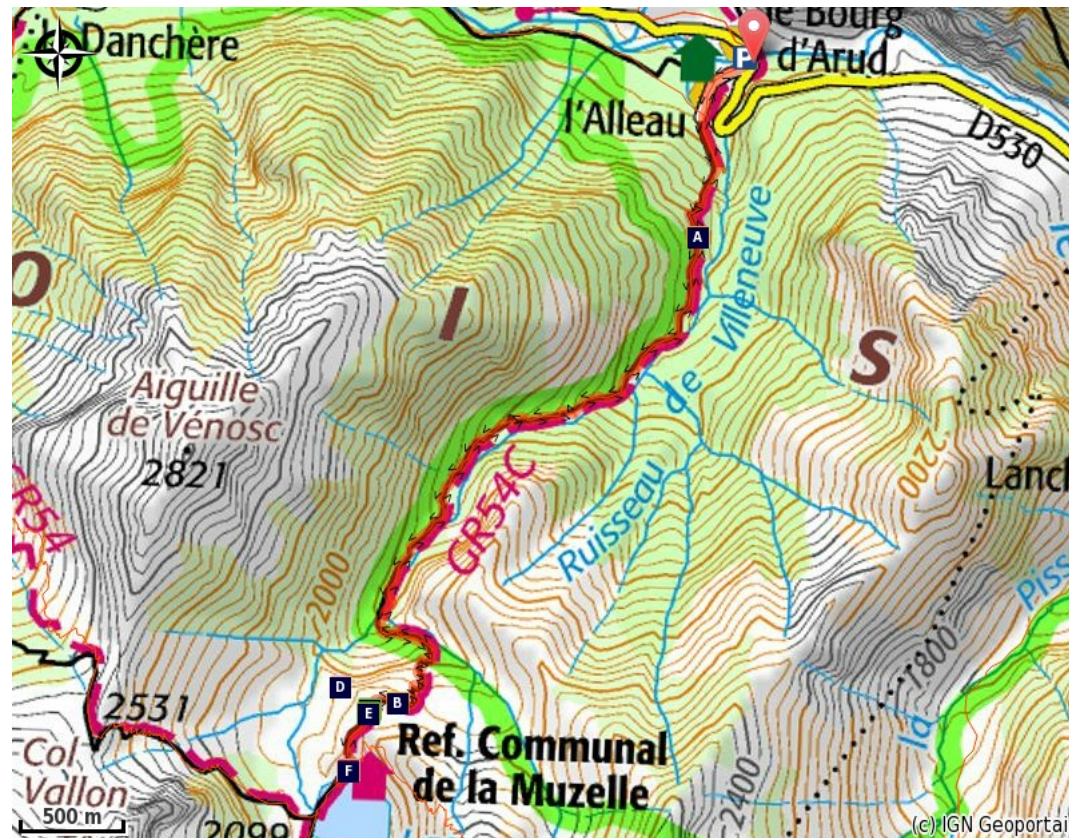 Danchère
le Bourg
d'Arud
P
l'Alleau
D530
A
Villeneuve
de
Ruisseau
O
I
S
Aiguille
de Vénosc
2821
2200
GR54C
2000
1800
2400
la
2531
Col
Vallon
D
B
E
F
Ref. Communal
de la Muzelle
2099
500 m
(c) IGN Geoportai